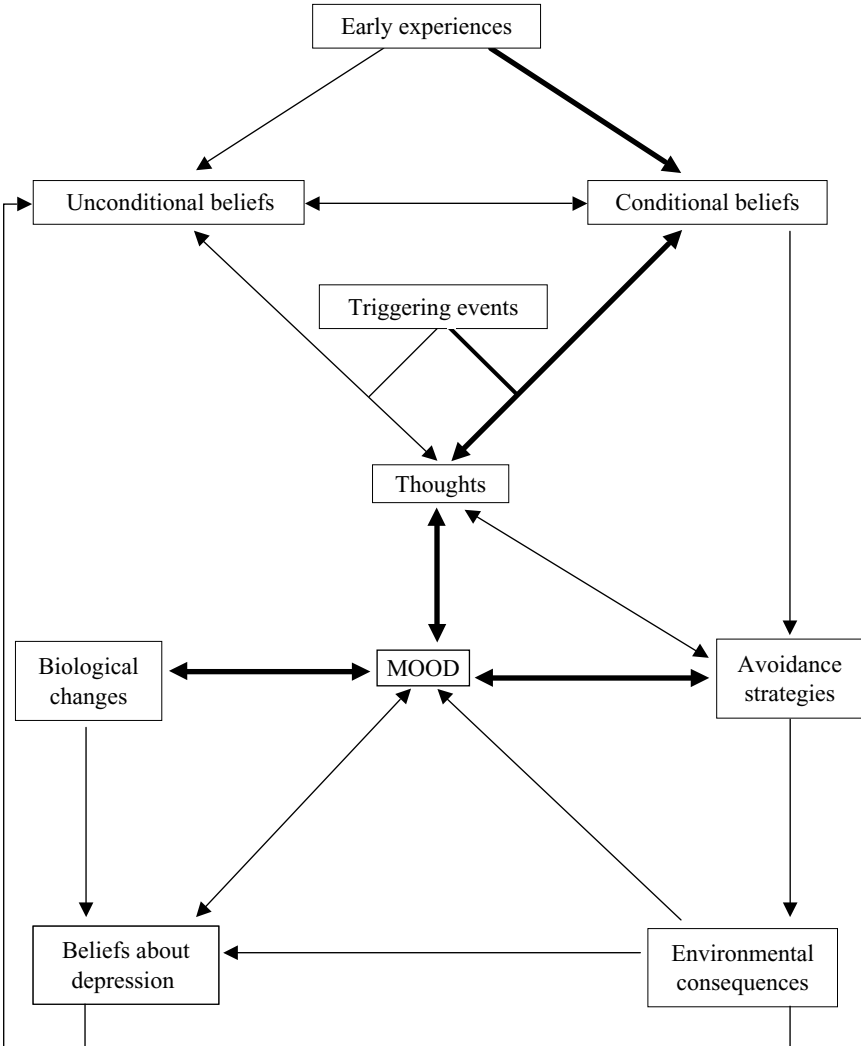 Early experiences
Unconditional beliefs
Conditional beliefs
Triggering events
Thoughts
Biological
changes
MOOD
Avoidance
strategies
Beliefs about
depression
Environmental
consequences